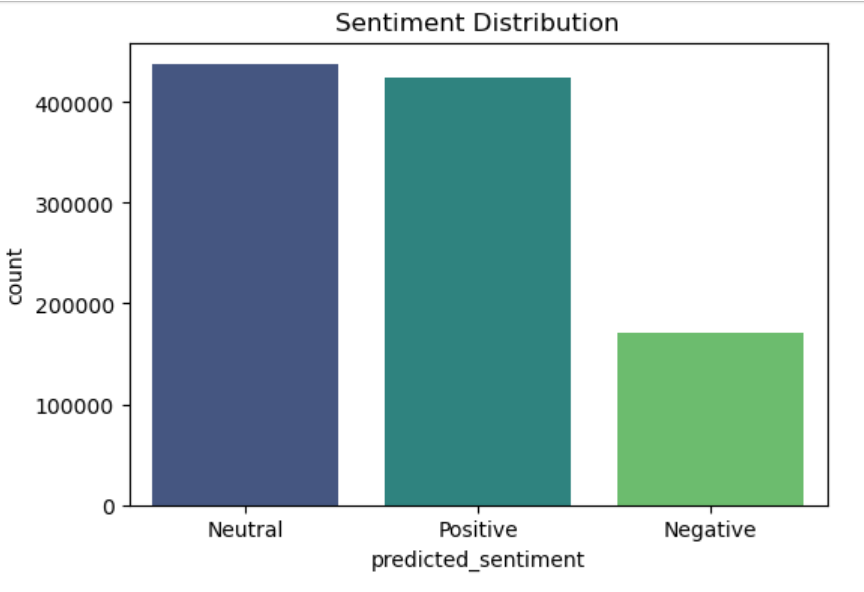 Sentiment Distribution
count
400000
300000
200000
100000
0
Neutral Positive Negative
predicted_sentiment